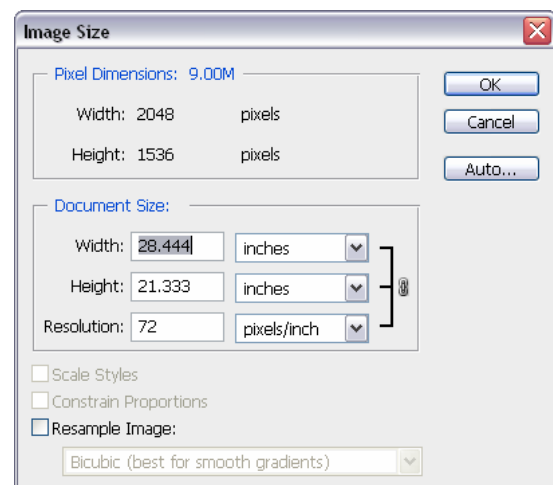 Image Size
Pixel Dimensions: 9.00M
OK
Width: 2048 pixels
Cancel
Height: 1536 pixels
Auto...
Document Size:
Width: 28.444 inches
Height: 21.333 inches
Resolution: 72 pixels/inch
Scale Styles
Constrain Proportions
Resample Image:
Bicubic (best for smooth gradients)